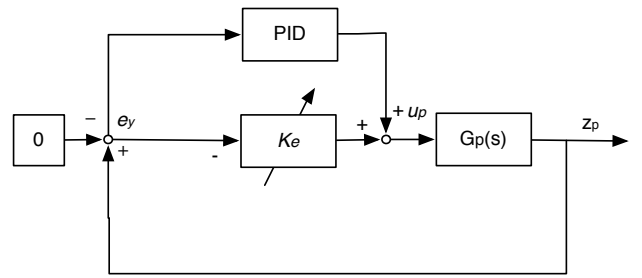 PID
− e_y + u_p
0 K_e + G_p(s) z_p
+ -